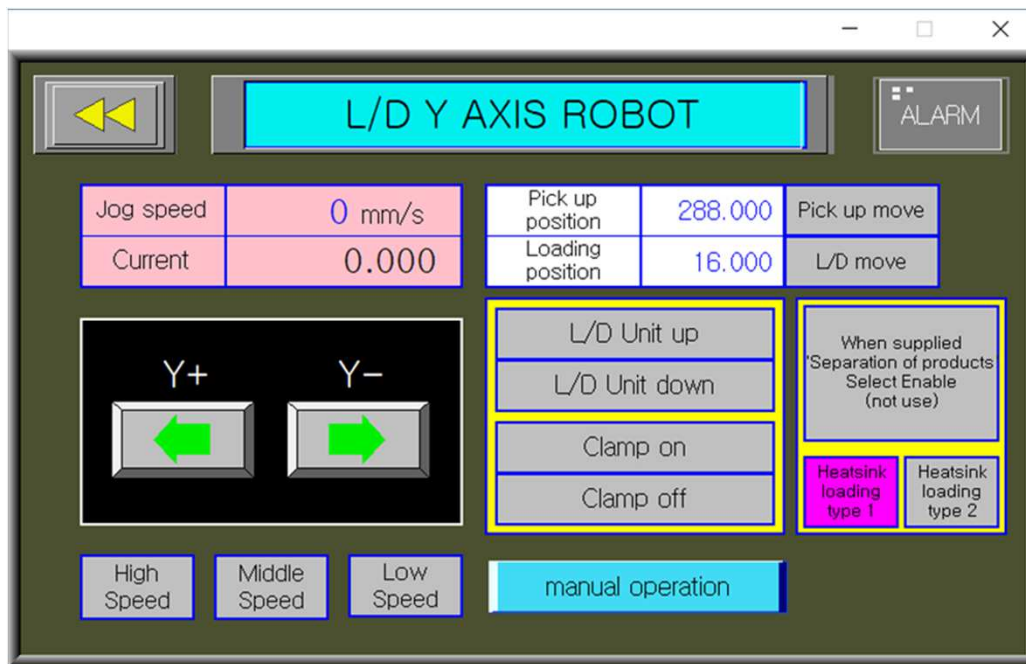 L/D Y AXIS ROBOT
ALARM
Jog speed
0 mm/s
Current
0.000
Pick up
position
288.000
Pick up move
Loading
position
16.000
L/D move
Y+
Y-
L/D Unit up
L/D Unit down
Clamp on
Clamp off
When supplied
'Separation of products'
Select Enable
(not use)
Heatsink
loading
type 1
Heatsink
loading
type 2
High
Speed
Middle
Speed
Low
Speed
manual operation